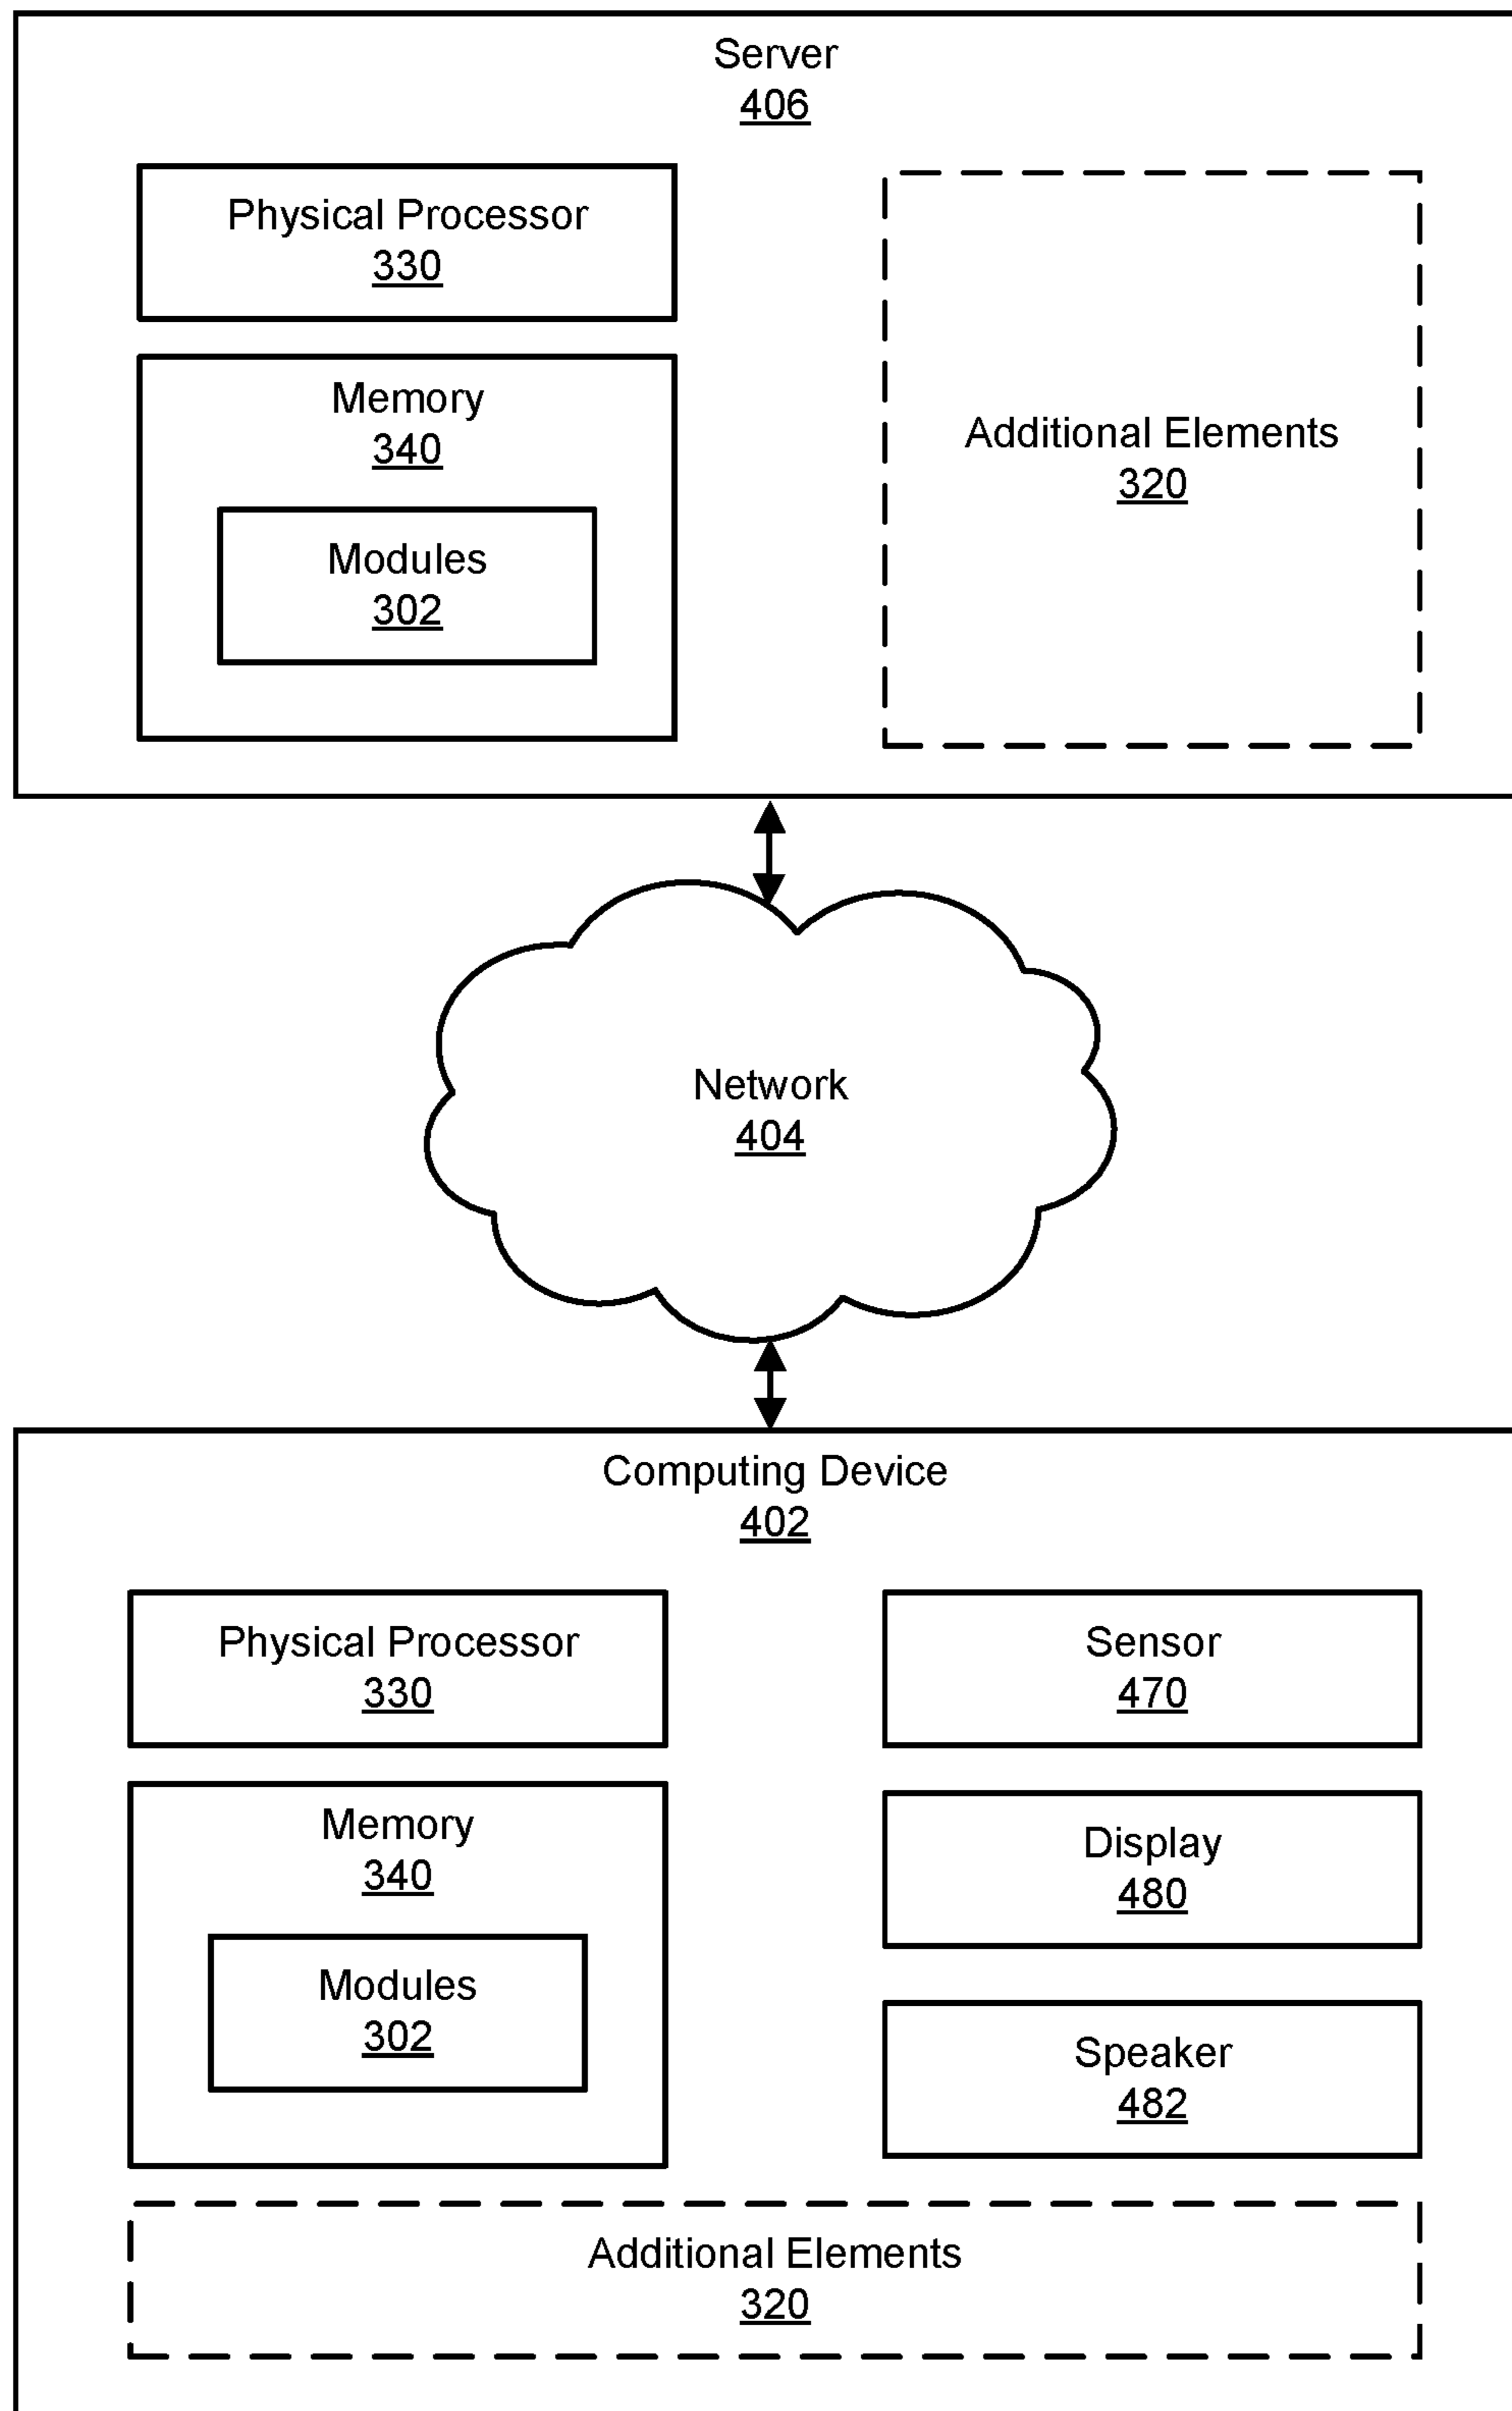 Server
406
Physical Processor
330
Memory
340
Modules
302
Additional Elements
320
Network
404
Computing Device
402
Physical Processor
330
Memory
340
Modules
302
Sensor
470
Display
480
Speaker
482
Additional Elements
320